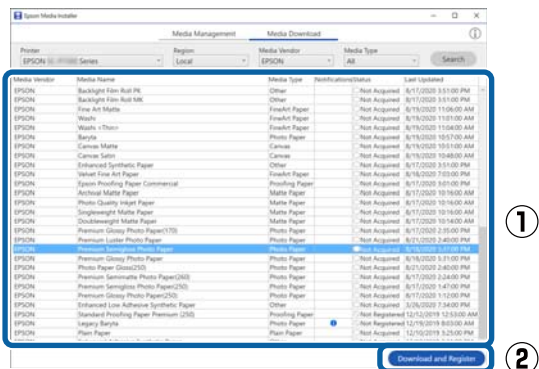 Epson Media Installer
Media Management Media Download
Printer Region Media Vendor Media Type
EPSON Series Local EPSON All Search
Media Vendor Media Name Media Type Notifications Status Last Updated
EPSON Backlight Film Roll PK Other Not Acquired 8/17/2020 3:51:00 PM
EPSON Backlight Film Roll MK Other Not Acquired 8/17/2020 3:51:00 PM
EPSON Fine Art Matte FineArt Paper Not Acquired 8/19/2020 11:06:00 AM
EPSON Washi FineArt Paper Not Acquired 8/19/2020 11:01:00 AM
EPSON Washi <Thin> FineArt Paper Not Acquired 8/19/2020 11:04:00 AM
EPSON Baryta Photo Paper Not Acquired 8/19/2020 10:57:00 AM
EPSON Canvas Matte Canvas Not Acquired 8/19/2020 10:51:00 AM
EPSON Canvas Satin Canvas Not Acquired 8/19/2020 10:48:00 AM
EPSON Enhanced Synthetic Paper Other Not Acquired 8/17/2020 3:51:00 PM
EPSON Velvet Fine Art Paper FineArt Paper Not Acquired 8/18/2020 7:03:00 PM
EPSON Epson Proofing Paper Commercial Proofing Paper Not Acquired 8/17/2020 3:01:00 PM
EPSON Archival Matte Paper Matte Paper Not Acquired 8/17/2020 10:16:00 AM
EPSON Photo Quality Inkjet Paper Matte Paper Not Acquired 8/17/2020 10:16:00 AM
EPSON Singleweight Matte Paper Matte Paper Not Acquired 8/17/2020 10:16:00 AM
EPSON Doubleweight Matte Paper Matte Paper Not Acquired 8/17/2020 10:14:00 AM
EPSON Premium Glossy Photo Paper(170) Photo Paper Not Acquired 8/17/2020 2:35:00 PM
EPSON Premium Luster Photo Paper Photo Paper Not Acquired 8/21/2020 2:40:00 PM
EPSON Premium Semigloss Photo Paper Photo Paper Not Acquired
EPSON Premium Glossy Photo Paper Photo Paper Not Acquired 8/18/2020 5:31:00 PM
EPSON Photo Paper Gloss(250) Photo Paper Not Acquired 8/21/2020 2:40:00 PM
EPSON Premium Semimatte Photo Paper(260) Photo Paper Not Acquired 8/17/2020 2:24:00 PM
EPSON Premium Semigloss Photo Paper(250) Photo Paper Not Acquired 8/17/2020 1:47:00 PM
EPSON Premium Glossy Photo Paper(250) Photo Paper Not Acquired 8/17/2020 1:12:00 PM
EPSON Enhanced Low Adhesive Synthetic Paper Other Not Acquired 3/26/2020 7:34:00 PM
EPSON Standard Proofing Paper Premium (250) Proofing Paper Not Registered 12/12/2019 12:53:00 AM
EPSON Legacy Baryta Photo Paper Not Registered 12/19/2019 8:03:00 AM
EPSON Plain Paper Plain Paper Not Acquired 12/10/2019 3:25:00 PM
①
Download and Register
②